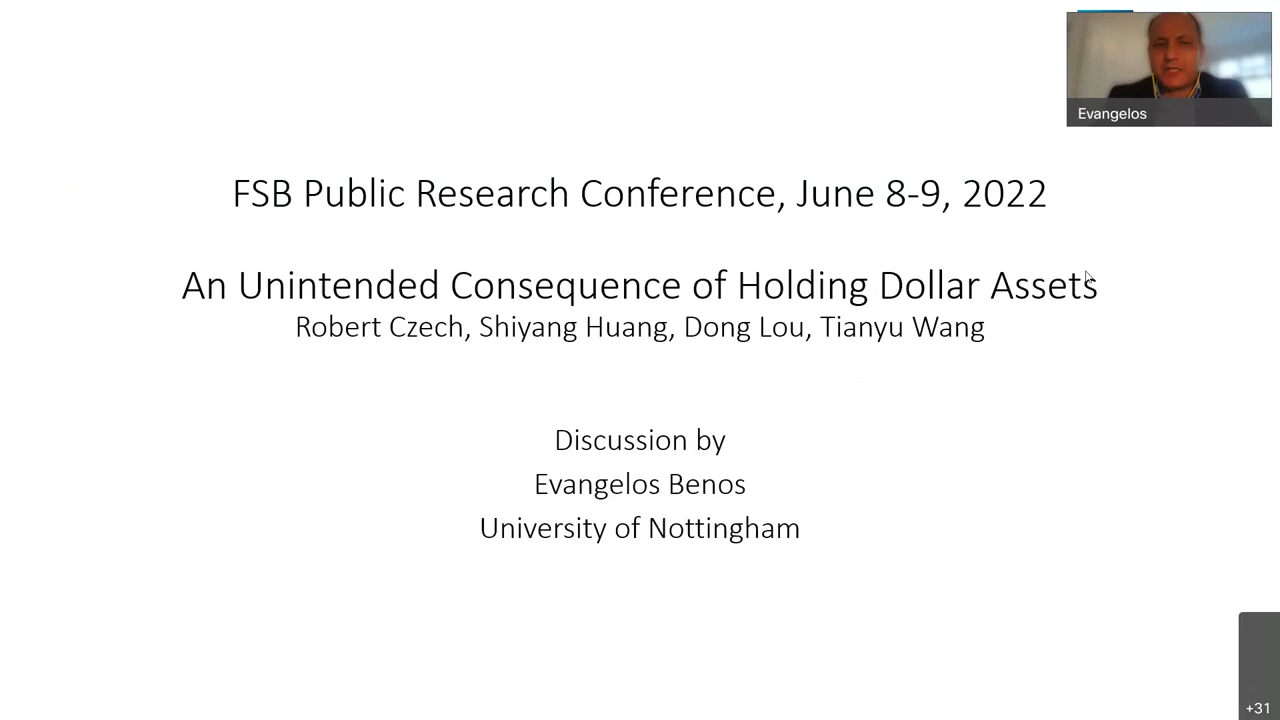 Evangelos
FSB Public Research Conference, June 8-9, 2022
An Unintended Consequence of Holding Dollar Assets
Robert Czech, Shiyang Huang, Dong Lou, Tianyu Wang
Discussion by
Evangelos Benos
University of Nottingham
+31